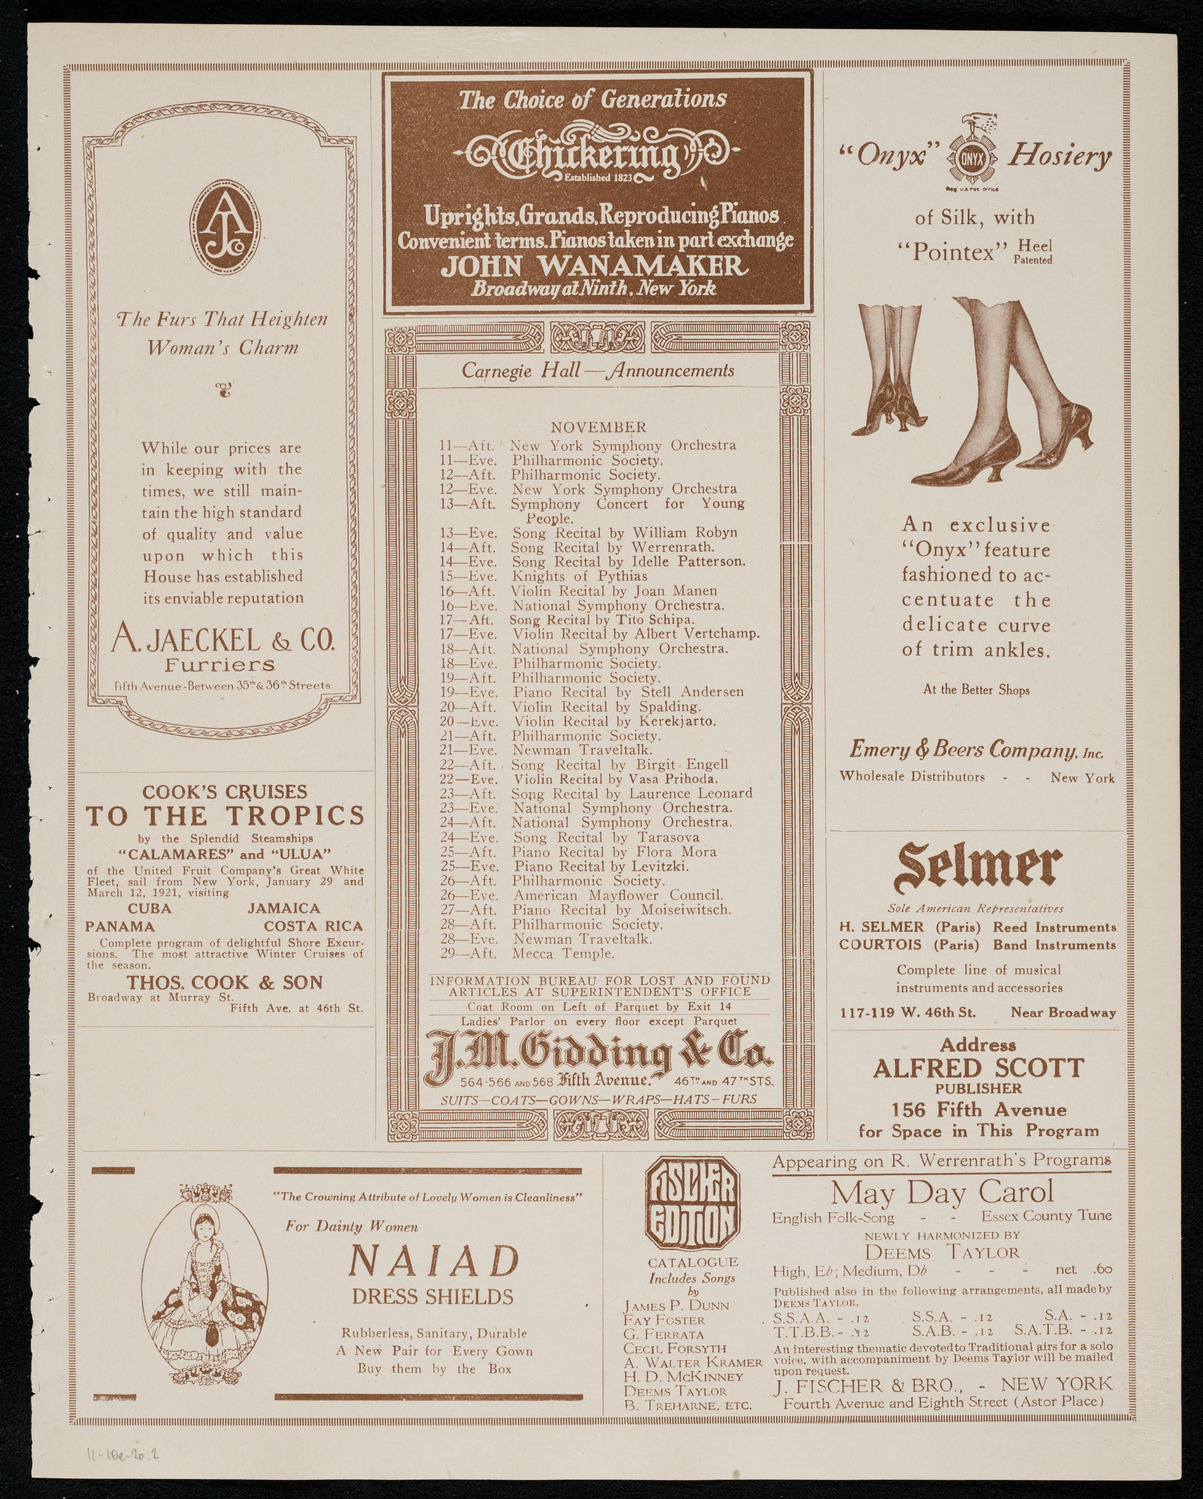 AJCo
The Furs That Heighten
Woman's Charm
While our prices are
in keeping with the
times, we still main-
tain the high standard
of quality and value
upon which this
House has established
its enviable reputation
A. JAECKEL & CO.
Furriers
Fifth Avenue-Between 35th & 36th Streets
COOK'S CRUISES
TO THE TROPICS
by the Splendid Steamships
"CALAMARES" and "ULUA"
of the United Fruit Company's Great White
Fleet, sail from New York, January 29 and
March 12, 1921, visiting
CUBA JAMAICA
PANAMA COSTA RICA
Complete program of delightful Shore Excur-
sions. The most attractive Winter Cruises of
the season.
THOS. COOK & SON
Broadway at Murray St.
Fifth Ave. at 46th St.
The Choice of Generations
Chickering
Established 1823
Uprights, Grands, Reproducing Pianos
Convenient terms. Pianos taken in part exchange
JOHN WANAMAKER
Broadway at Ninth, New York
Carnegie Hall—Announcements
NOVEMBER
11—Aft. New York Symphony Orchestra
11—Eve. Philharmonic Society.
12—Aft. Philharmonic Society.
12—Eve. New York Symphony Orchestra
13—Aft. Symphony Concert for Young
People.
13—Eve. Song Recital by William Robyn
14—Aft. Song Recital by Werrenrath.
14—Eve. Song Recital by Idelle Patterson.
15—Eve. Knights of Pythias
16—Aft. Violin Recital by Joan Manen
16—Eve. National Symphony Orchestra.
17—Aft. Song Recital by Tito Schipa.
17—Eve. Violin Recital by Albert Vertchamp.
18—Aft. National Symphony Orchestra.
18—Eve. Philharmonic Society.
19—Aft. Philharmonic Society.
19—Eve. Piano Recital by Stell Andersen
20—Aft. Violin Recital by Spalding.
20—Eve. Violin Recital by Kerekjarto.
21—Aft. Philharmonic Society.
21—Eve. Newman Traveltalk.
22—Aft. Song Recital by Birgit Engell
22—Eve. Violin Recital by Vasa Prihoda.
23—Aft. Song Recital by Laurence Leonard
23—Eve. National Symphony Orchestra.
24—Aft. National Symphony Orchestra.
24—Eve. Song Recital by Tarasova
25—Aft. Piano Recital by Flora Mora
25—Eve. Piano Recital by Levitzki.
26—Aft. Philharmonic Society.
26—Eve. American Mayflower Council.
27—Aft. Piano Recital by Moiseiwitsch.
28—Aft. Philharmonic Society.
28—Eve. Newman Traveltalk.
29—Aft. Mecca Temple.
INFORMATION BUREAU FOR LOST AND FOUND
ARTICLES AT SUPERINTENDENT'S OFFICE
Coat Room on Left of Parquet by Exit 14
Ladies' Parlor on every floor except Parquet
J.M. Gidding & Co.
564-566 AND 568 Fifth Avenue. 46TH AND 47TH STS.
SUITS—COATS—GOWNS—WRAPS—HATS—FURS
"Onyx" ONYX Hosiery
Reg. U.S. Pat. Office
of Silk, with
"Pointex" Heel
Patented
An exclusive
"Onyx" feature
fashioned to ac-
centuate the
delicate curve
of trim ankles.
At the Better Shops
Emery & Beers Company, Inc.
Wholesale Distributors - - New York
Selmer
Sole American Representatives
H. SELMER (Paris) Reed Instruments
COURTOIS (Paris) Band Instruments
Complete line of musical
instruments and accessories
117-119 W. 46th St. Near Broadway
Address
ALFRED SCOTT
PUBLISHER
156 Fifth Avenue
for Space in This Program
"The Crowning Attribute of Lovely Women is Cleanliness"
For Dainty Women
NAIAD
DRESS SHIELDS
Rubberless, Sanitary, Durable
A New Pair for Every Gown
Buy them by the Box
FISCHER
EDITION
CATALOGUE
Includes Songs
by
JAMES P. DUNN
FAY FOSTER
G. FERRATA
CECIL FORSYTH
A. WALTER KRAMER
H. D. MCKINNEY
DEEMS TAYLOR
B. TREHARNE, ETC.
Appearing on R. Werrenrath's Programs
May Day Carol
English Folk-Song - - Essex County Tune
NEWLY HARMONIZED BY
DEEMS TAYLOR
High, E♭; Medium, D♭ - - - net .60
Published also in the following arrangements, all made by
DEEMS TAYLOR.
S.S.A.A. - .12 S.S.A. - .12 S.A. - .12
T.T.B.B. - .12 S.A.B. - .12 S.A.T.B. - .12
An interesting thematic devoted to Traditional airs for a solo
voice, with accompaniment by Deems Taylor will be mailed
upon request.
J. FISCHER & BRO., - NEW YORK
Fourth Avenue and Eighth Street (Astor Place)